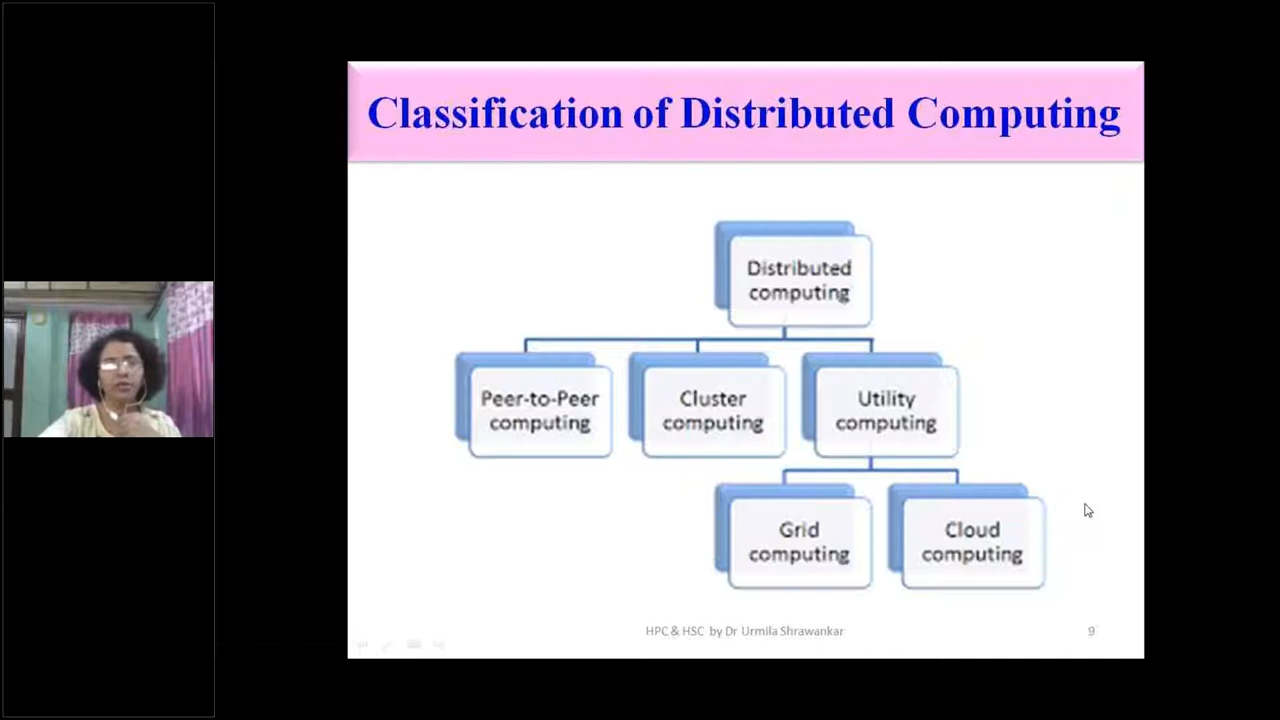 Classification of Distributed Computing
Distributed
computing
Peer-to-Peer
computing
Cluster
computing
Utility
computing
Grid
computing
Cloud
computing
HPC & HSC by Dr Urmila Shrawankar
9